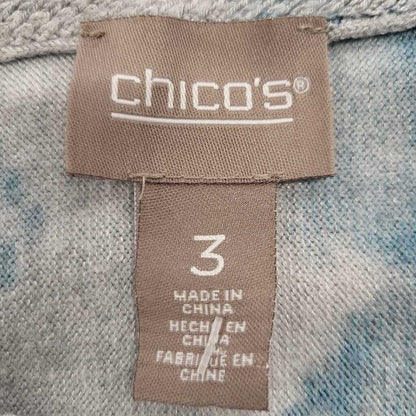 chico's®
3
MADE IN
CHINA
HECHO EN
CHINA
FABRIQUÉ EN
CHINE